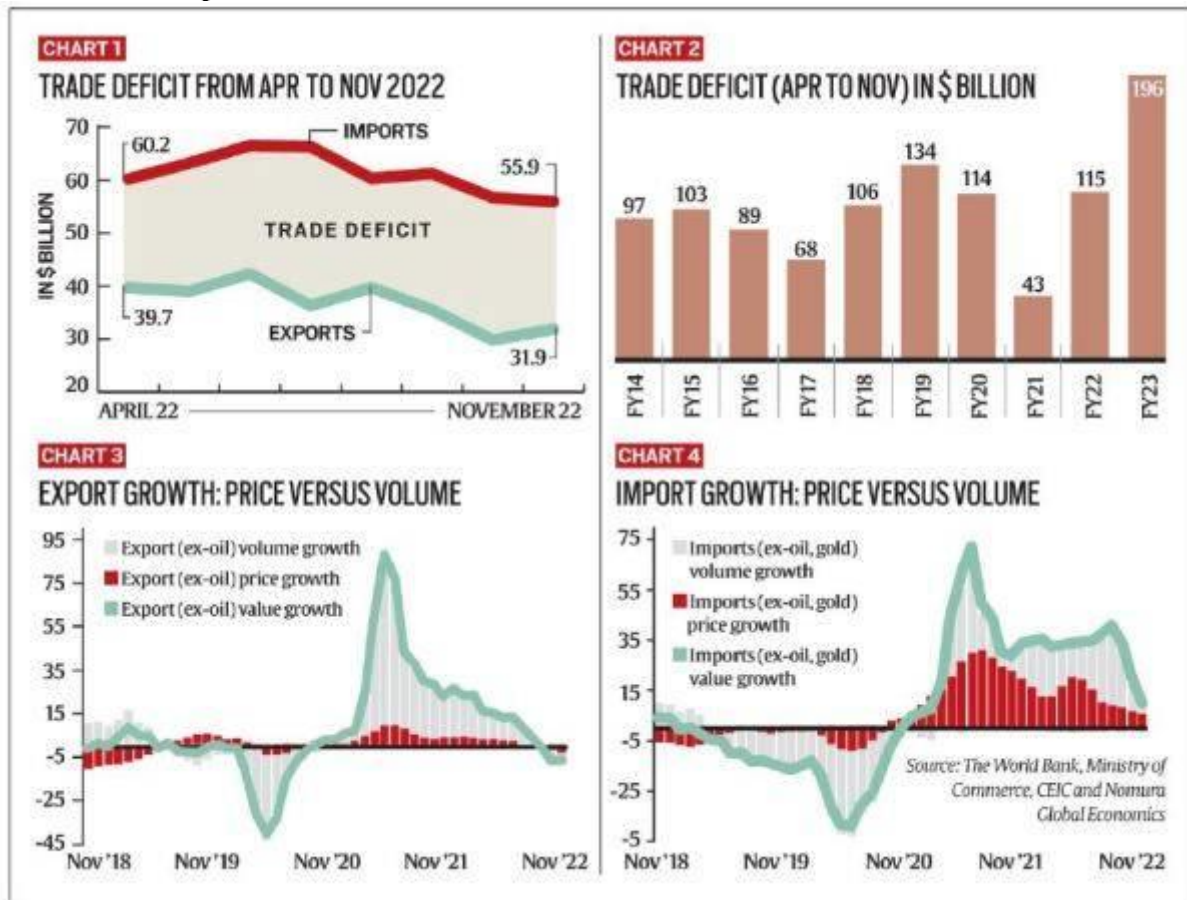 CHART 1
TRADE DEFICIT FROM APR TO NOV 2022
IN $ BILLION
70
60
50
40
30
20
60.2
IMPORTS
55.9
TRADE DEFICIT
39.7
EXPORTS
31.9
APRIL 22
NOVEMBER 22
CHART 2
TRADE DEFICIT (APR TO NOV) IN $ BILLION
97
103
89
68
106
134
114
43
115
196
FY14
FY15
FY16
FY17
FY18
FY19
FY20
FY21
FY22
FY23
CHART 3
EXPORT GROWTH: PRICE VERSUS VOLUME
95
75
55
35
15
-5
-25
-45
Export (ex-oil) volume growth
Export (ex-oil) price growth
Export (ex-oil) value growth
Nov '18
Nov '19
Nov '20
Nov '21
Nov '22
CHART 4
IMPORT GROWTH: PRICE VERSUS VOLUME
75
55
35
15
-5
-25
-5
Imports (ex-oil, gold)
volume growth
Imports (ex-oil, gold)
price growth
Imports (ex-oil, gold)
value growth
Source: The World Bank, Ministry of
Commerce, CEIC and Nomura
Global Economics
Nov '18
Nov '19
Nov '20
Nov '21
Nov '22